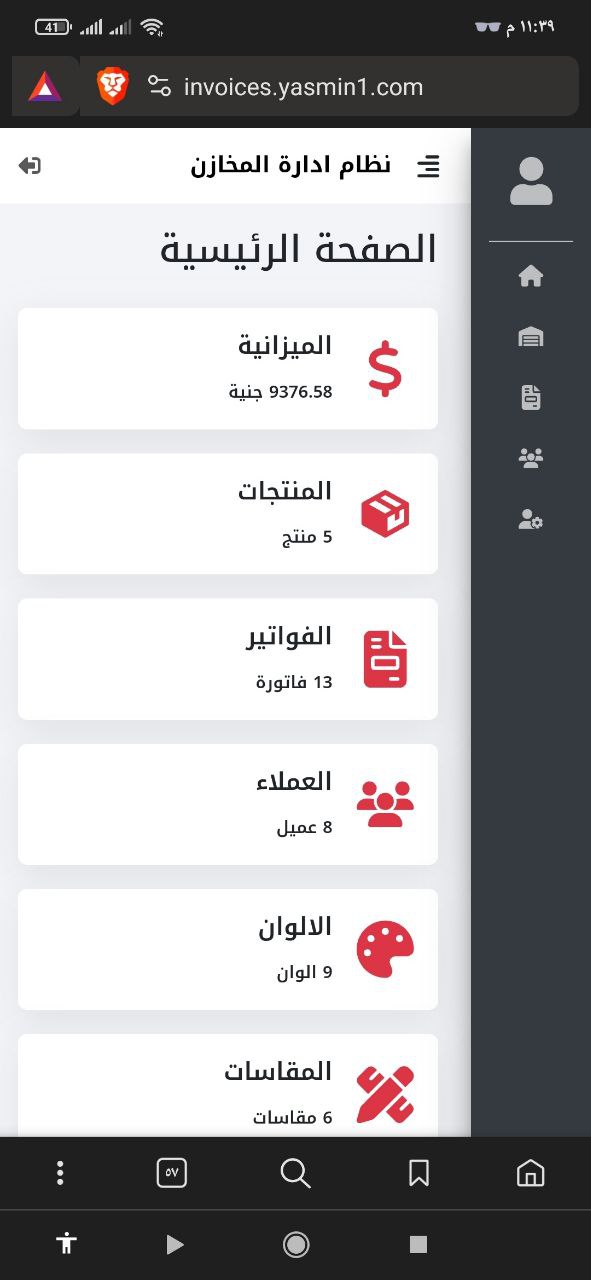 ١١:٣٩ م
41
invoices.yasmin1.com
نظام ادارة المخازن
الصفحة الرئيسية
الميزانية
9376.58 جنية
المنتجات
5 منتج
الفواتير
13 فاتورة
العملاء
8 عميل
الالوان
9 الوان
المقاسات
6 مقاسات
٥٧